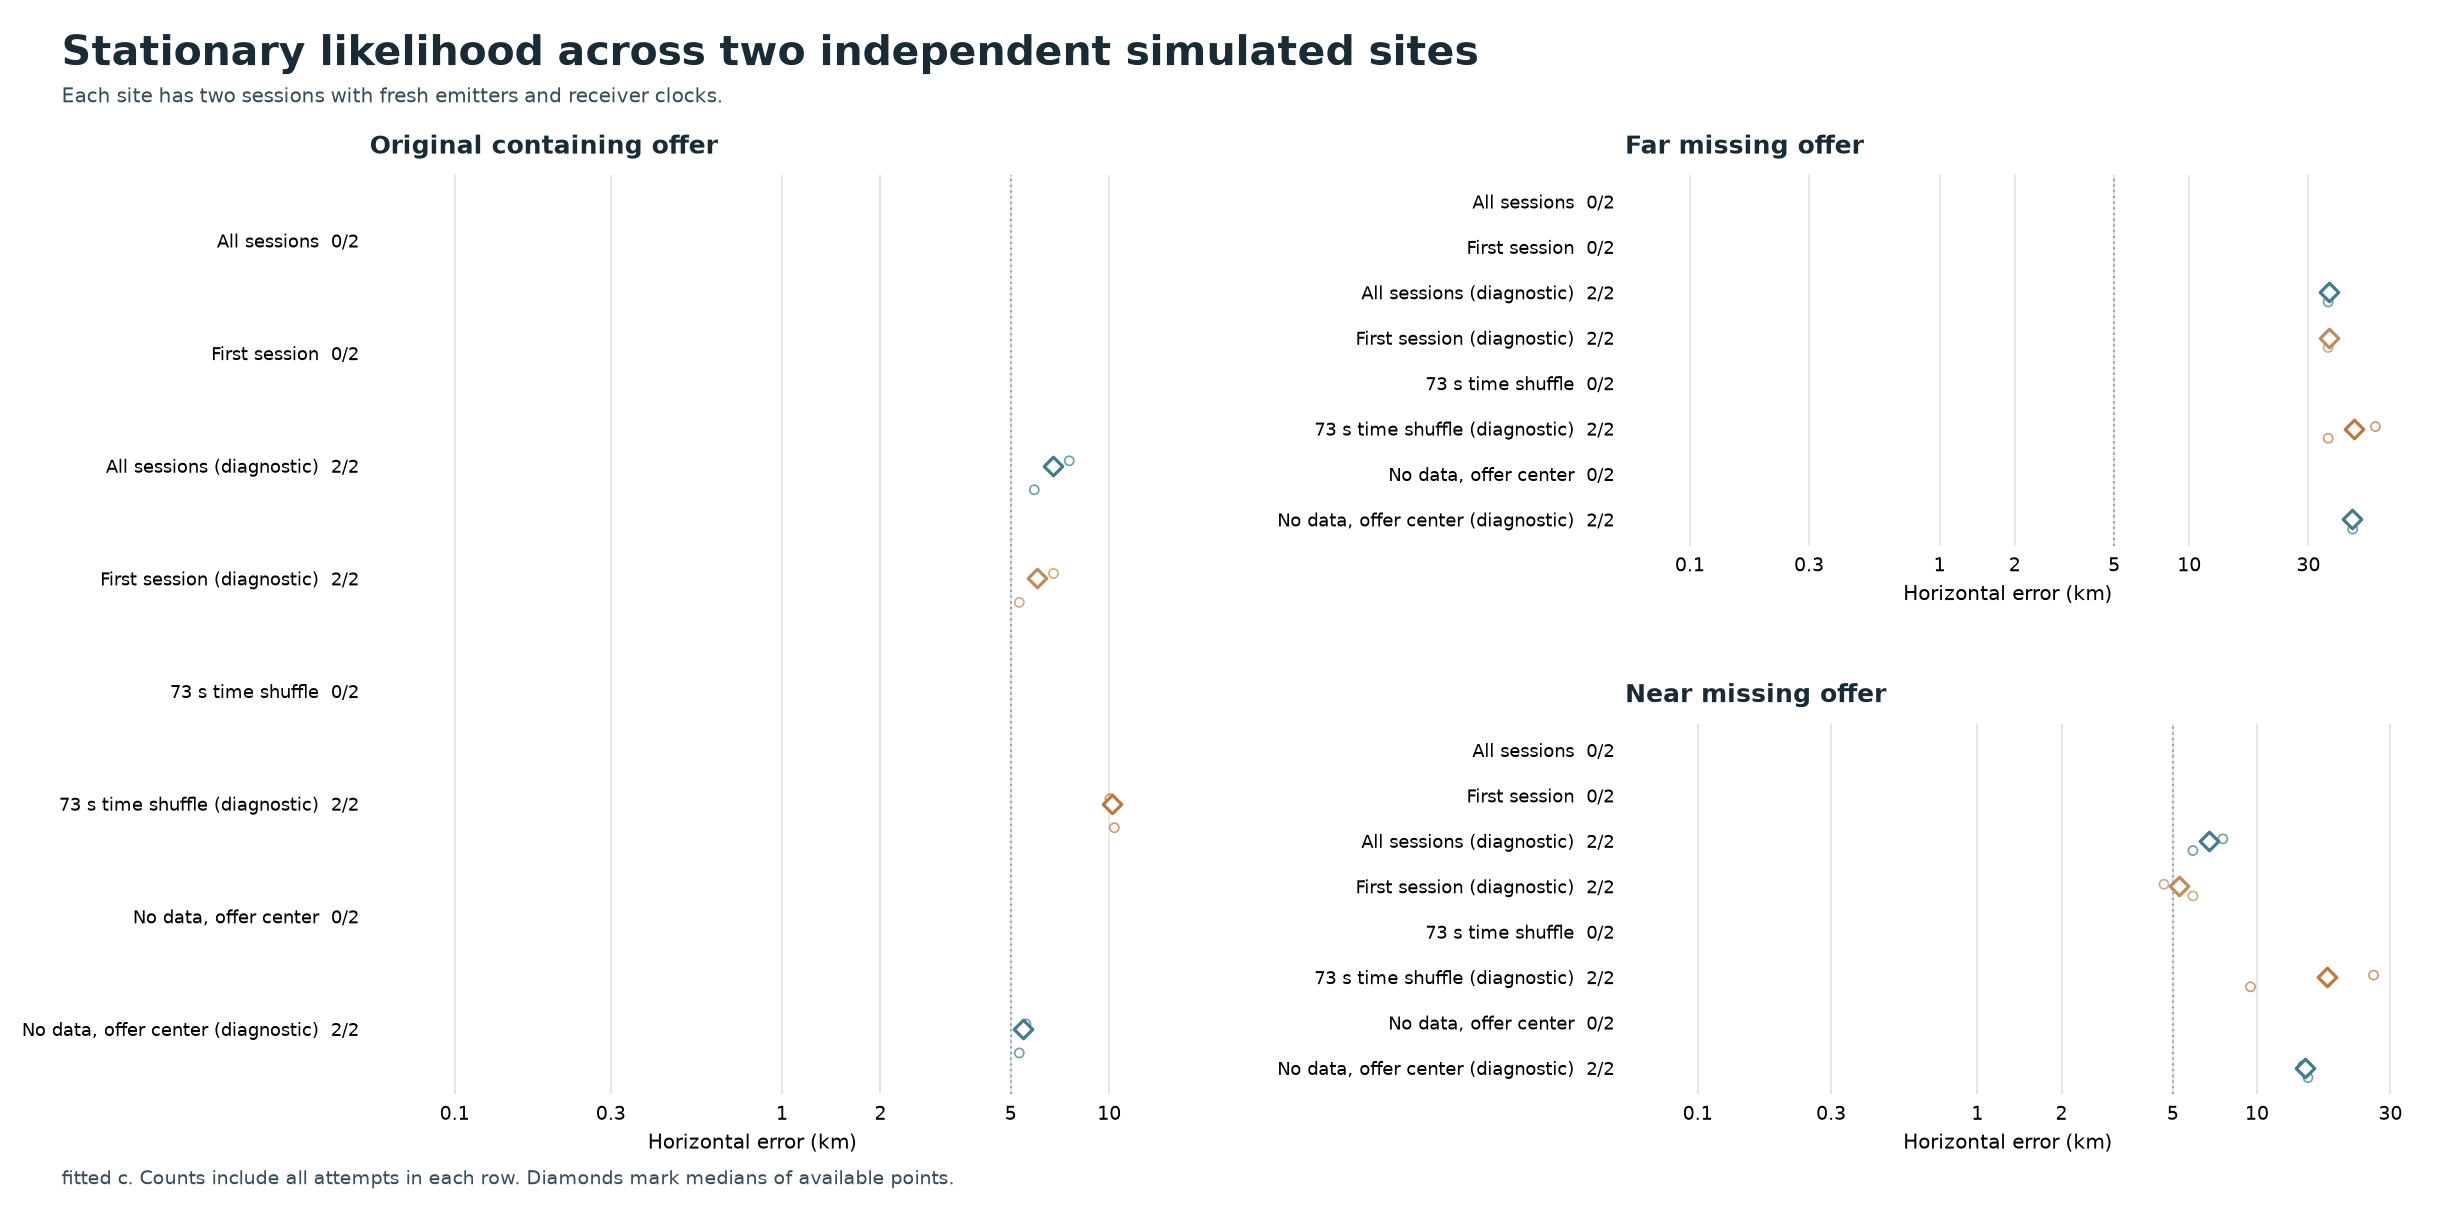 Stationary likelihood across two independent simulated sites
Each site has two sessions with fresh emitters and receiver clocks.
Original containing offer
All sessions 0/2
First session 0/2
All sessions (diagnostic) 2/2
First session (diagnostic) 2/2
73 s time shuffle 0/2
73 s time shuffle (diagnostic) 2/2
No data, offer center 0/2
No data, offer center (diagnostic) 2/2
0.1 0.3 1 2 5 10
Horizontal error (km)
Far missing offer
All sessions 0/2
First session 0/2
All sessions (diagnostic) 2/2
First session (diagnostic) 2/2
73 s time shuffle 0/2
73 s time shuffle (diagnostic) 2/2
No data, offer center 0/2
No data, offer center (diagnostic) 2/2
0.1 0.3 1 2 5 10 30
Horizontal error (km)
Near missing offer
All sessions 0/2
First session 0/2
All sessions (diagnostic) 2/2
First session (diagnostic) 2/2
73 s time shuffle 0/2
73 s time shuffle (diagnostic) 2/2
No data, offer center 0/2
No data, offer center (diagnostic) 2/2
0.1 0.3 1 2 5 10 30
Horizontal error (km)
fitted c. Counts include all attempts in each row. Diamonds mark medians of available points.